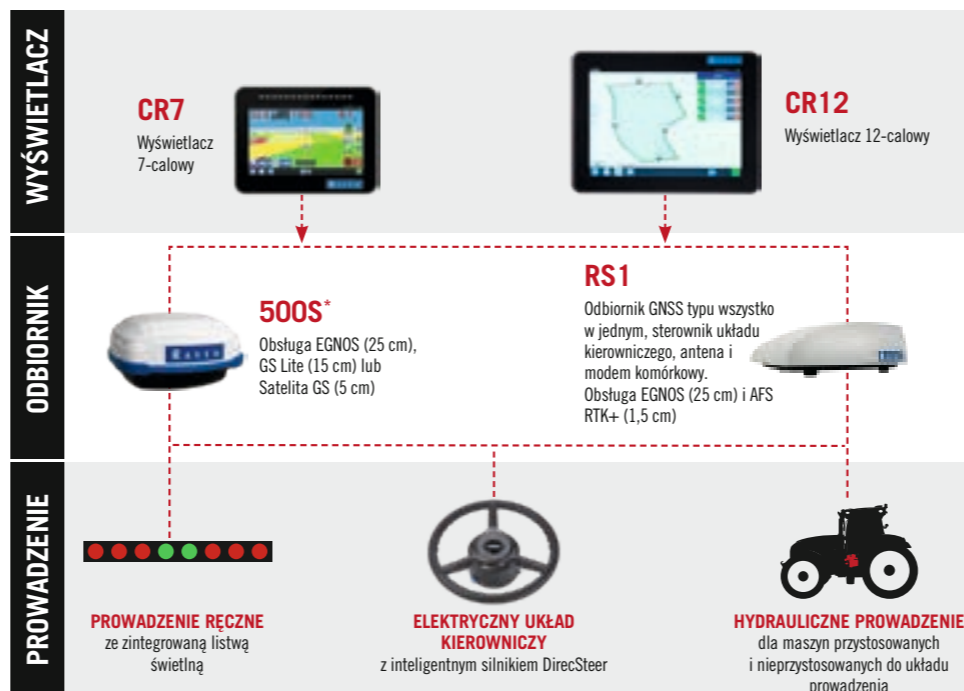 WYŚWIETLACZ
CR7
Wyświetlacz
7-calowy
CR12
Wyświetlacz 12-calowy
ODBIORNIK
500S*
Obsługa EGNOS (25 cm),
GS Lite (15 cm) lub
Satelita GS (5 cm)
RS1
Odbiornik GNSS typu wszystko
w jednym, sterownik układu
kierowniczego, antena i
modem komórkowy.
Obsługa EGNOS (25 cm) i AFS
RTK+ (1,5 cm)
PROWADZENIE
PROWADZENIE RĘCZNE
ze zintegrowaną listwą
świetlną
ELEKTRYCZNY UKŁAD
KIEROWNICZY
z inteligentnym silnikiem DirecSteer
HYDRAULICZNE PROWADZENIE
dla maszyn przystosowanych
i nieprzystosowanych do układu
prowadzenia